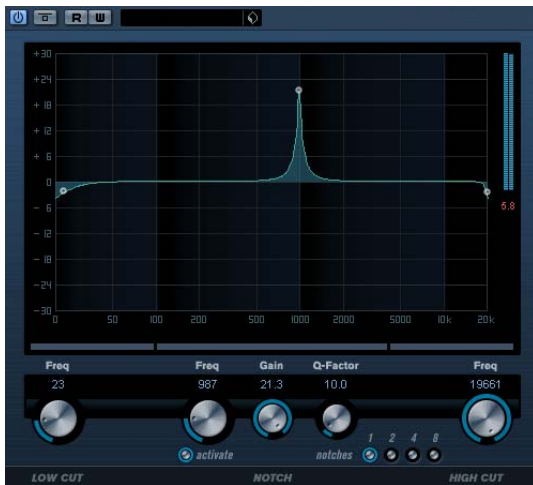 R W
+30
+24
+ 18
+ 12
+ 6
0
- 6
- 12
- 18
- 24
- 30
0 50 100 200 500 1000 2000 5000 10k 20k
5.8
Freq Freq Gain Q-Factor Freq
23 987 21.3 10.0 19661
1 2 4 8
activate notches
LOW CUT NOTCH HIGH CUT